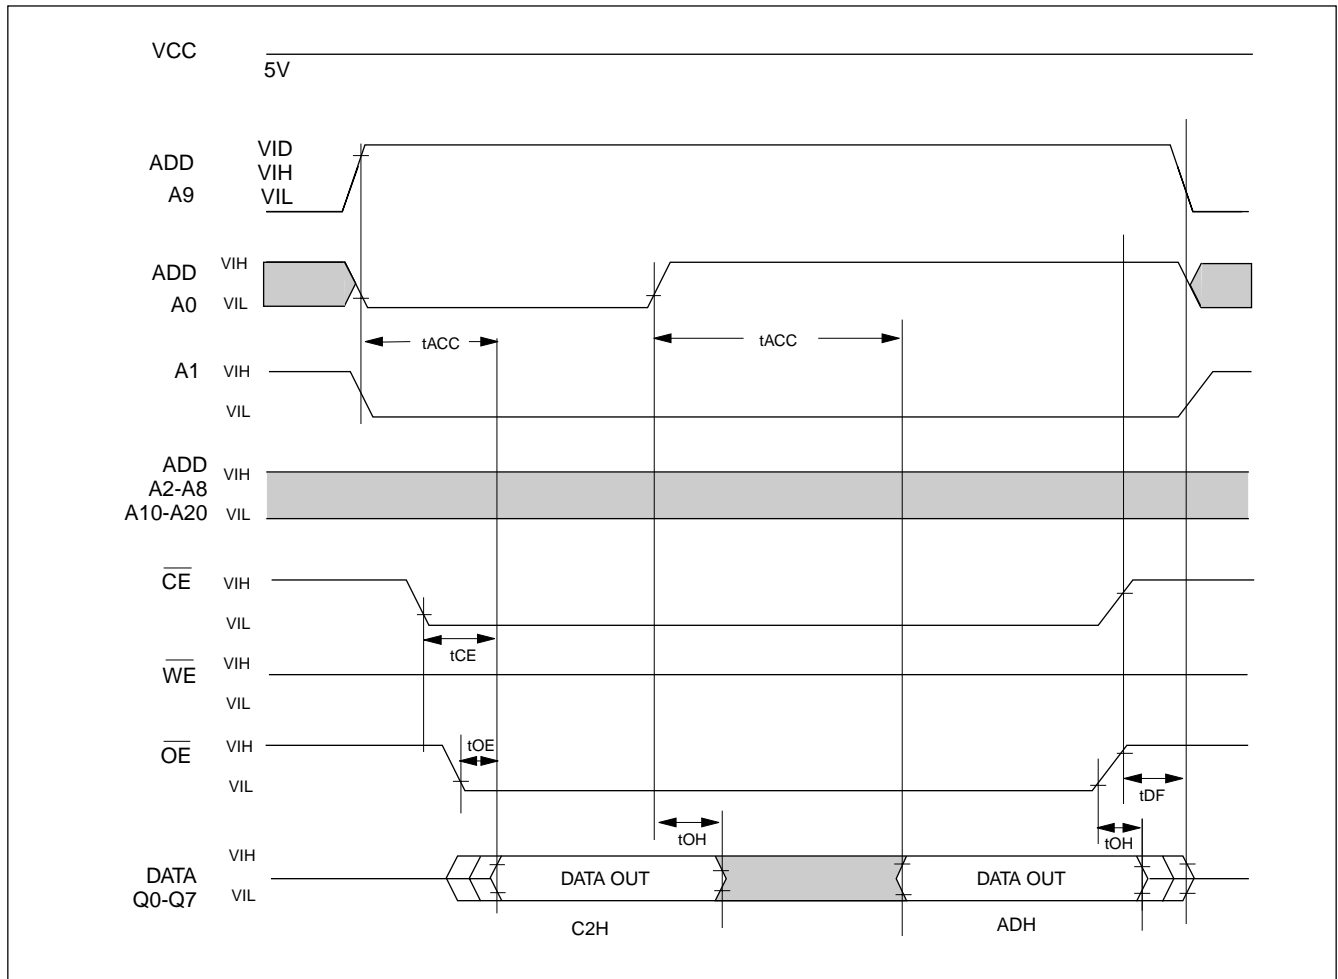 VCC
5V
ADD
A9
VID
VIH
VIL
ADD
A0
VIH
VIL
tACC
tACC
A1
VIH
VIL
ADD
A2-A8
A10-A20
VIH
VIL
CE
VIH
VIL
tCE
WE
VIH
VIL
OE
VIH
VIL
tOE
tDF
tOH
tOH
DATA
Q0-Q7
VIH
VIL
DATA OUT
DATA OUT
C2H
ADH